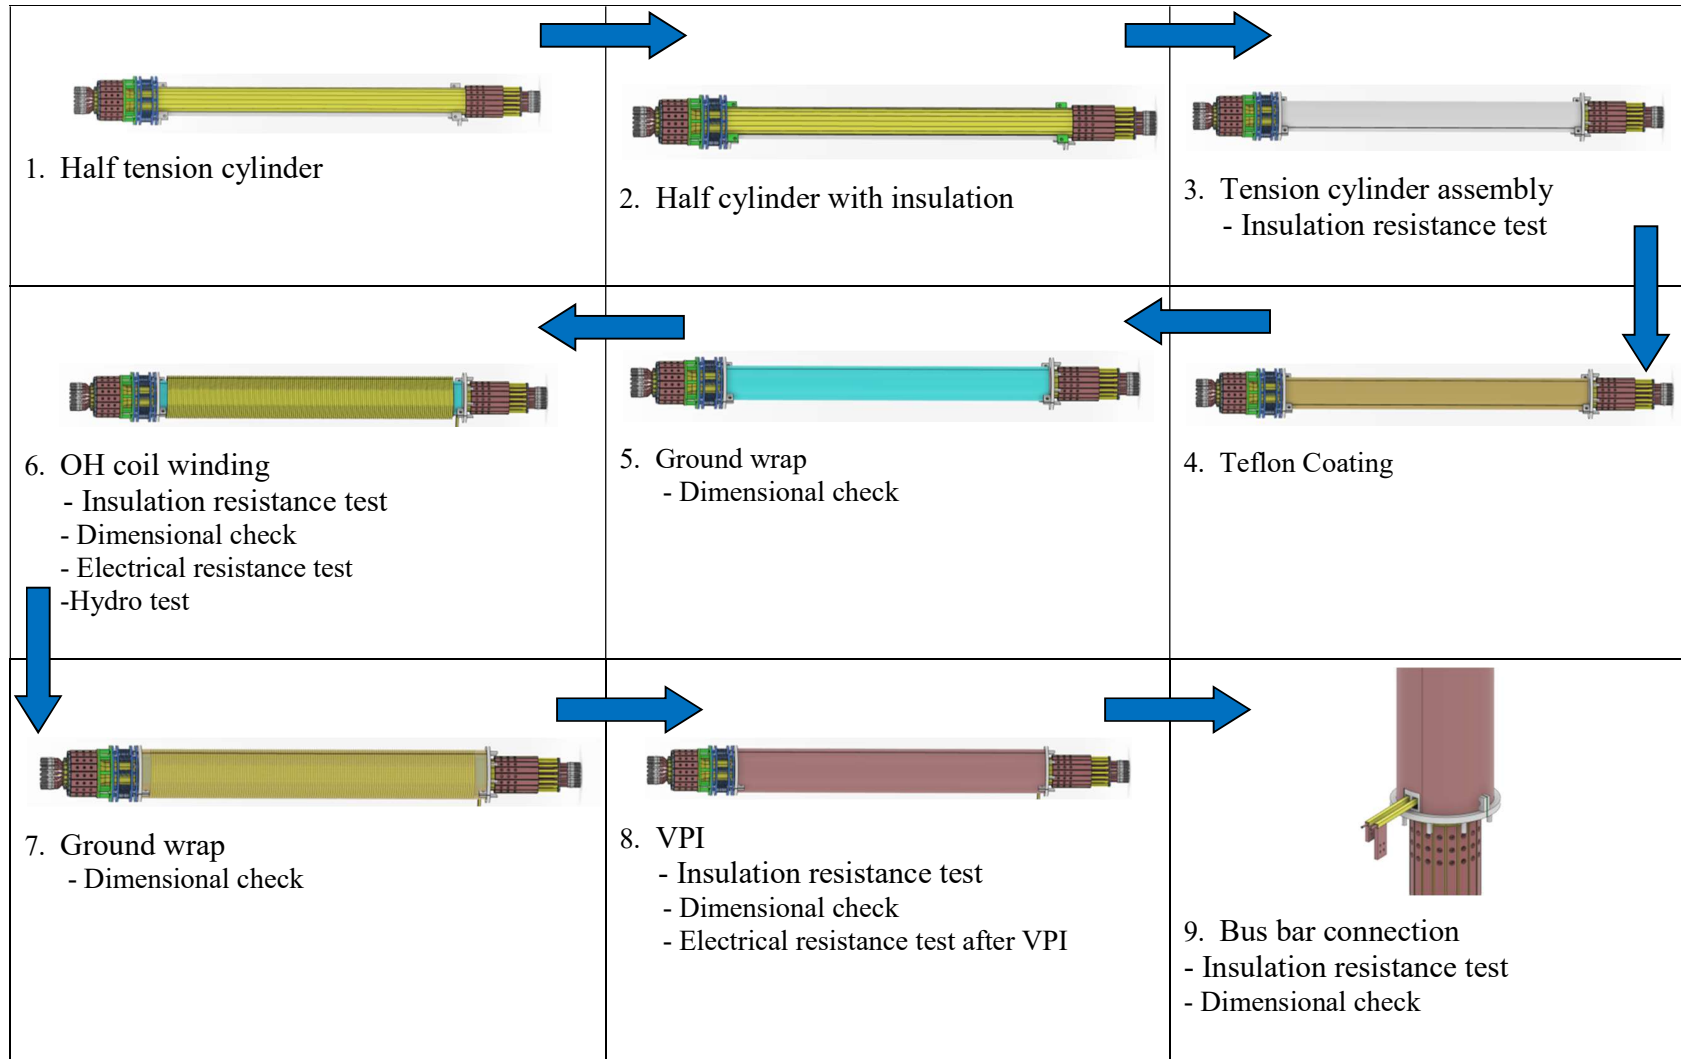 1. Half tension cylinder
2. Half cylinder with insulation
3. Tension cylinder assembly
- Insulation resistance test
4. Teflon Coating
5. Ground wrap
- Dimensional check
6. OH coil winding
- Insulation resistance test
- Dimensional check
- Electrical resistance test
-Hydro test
7. Ground wrap
- Dimensional check
8. VPI
- Insulation resistance test
- Dimensional check
- Electrical resistance test after VPI
9. Bus bar connection
- Insulation resistance test
- Dimensional check